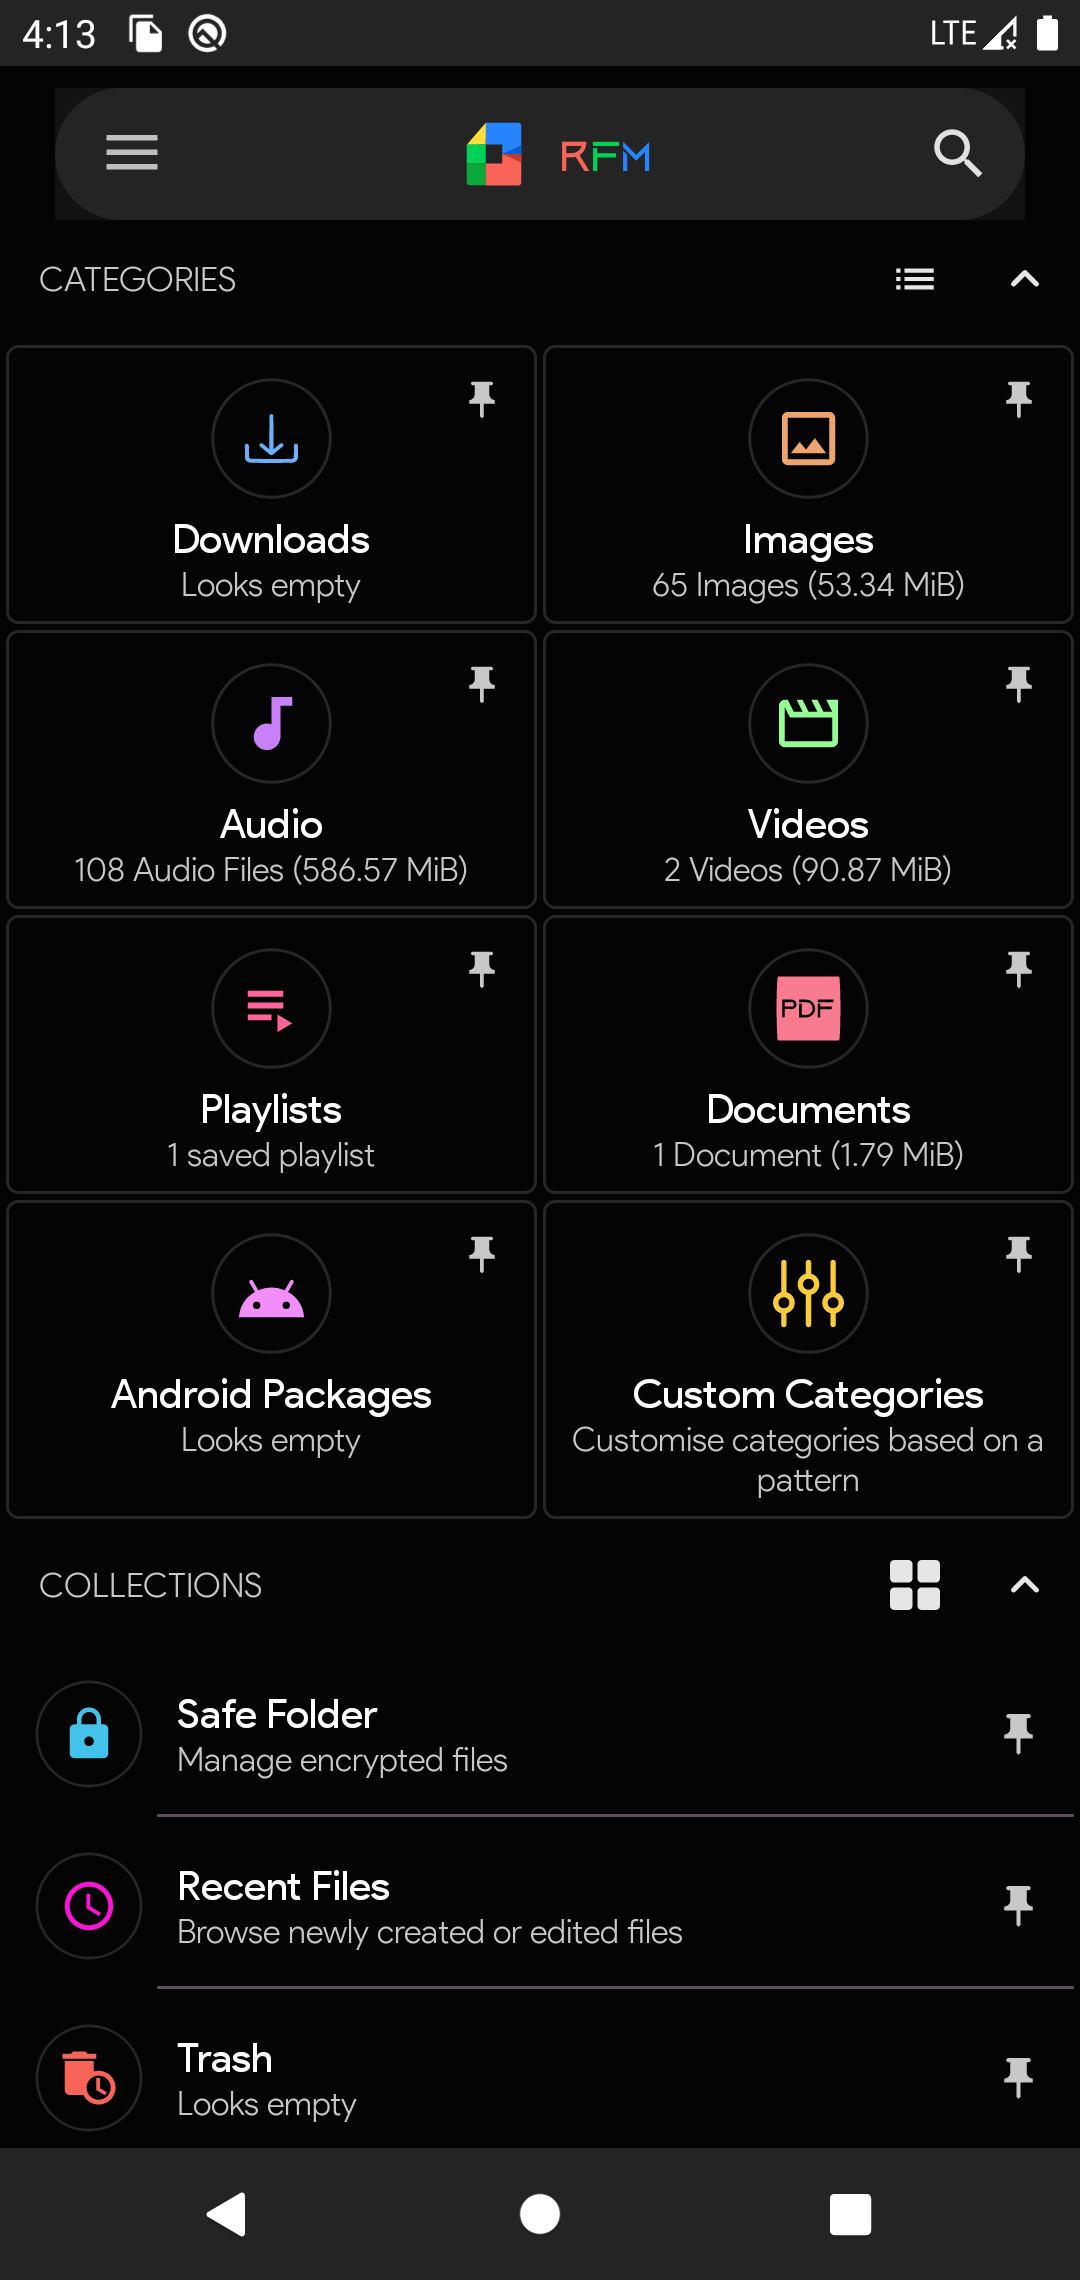 4:13
LTE
RFM
CATEGORIES
Downloads
Looks empty
Images
65 Images (53.34 MiB)
Audio
108 Audio Files (586.57 MiB)
Videos
2 Videos (90.87 MiB)
Playlists
1 saved playlist
PDF
Documents
1 Document (1.79 MiB)
Android Packages
Looks empty
Custom Categories
Customise categories based on a
pattern
COLLECTIONS
Safe Folder
Manage encrypted files
Recent Files
Browse newly created or edited files
Trash
Looks empty